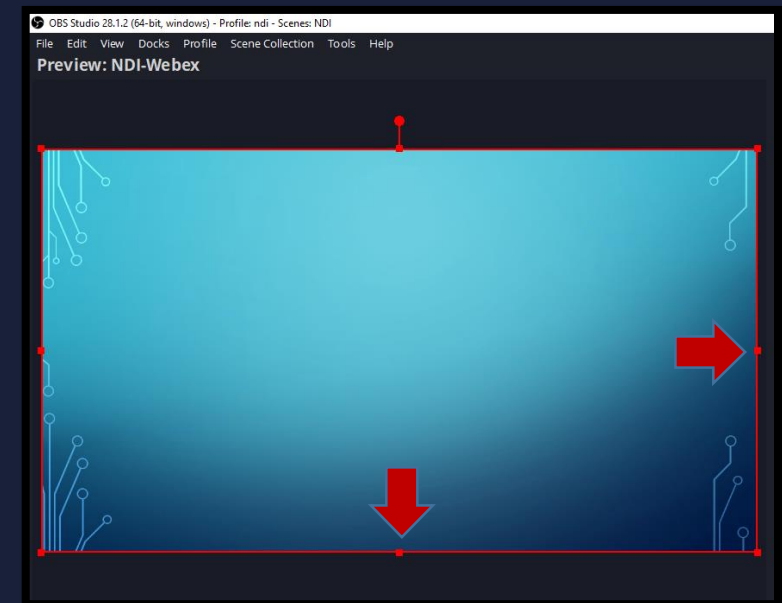 OBS Studio 28.1.2 (64-bit, windows) - Profile: ndi - Scenes: NDI
File Edit View Docks Profile Scene Collection Tools Help
Preview: NDI-Webex